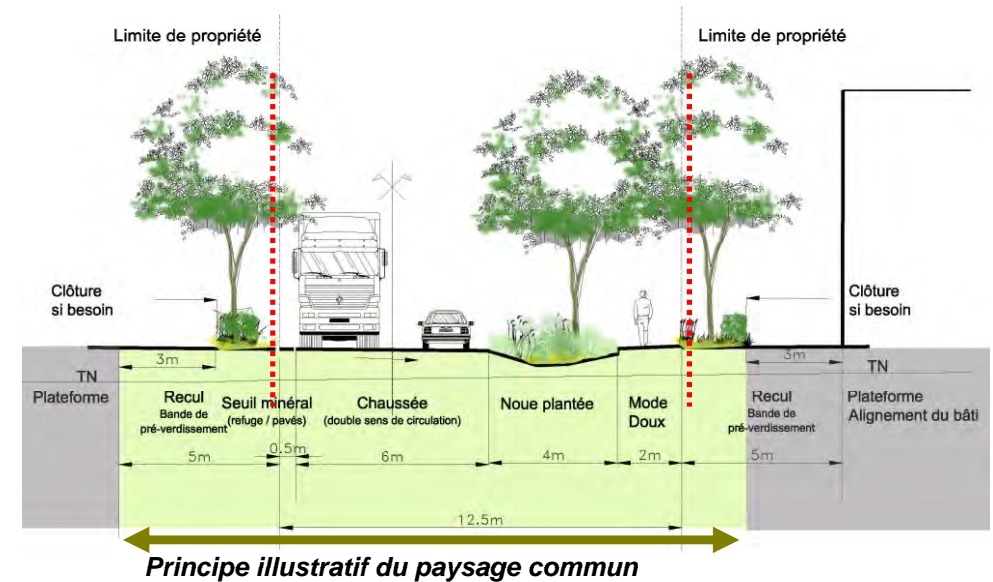 Limite de propriété
Limite de propriété
Clôture
si besoin
Clôture
si besoin
3m
3m
TN
TN
Plateforme
Recul
Bande de
pré-verdissement
Seuil minéral
(refuge / pavés)
Chaussée
(double sens de circulation)
Noue plantée
Mode
Doux
Recul
Bande de
pré-verdissement
Plateforme
Alignement du bâti
5m
0.5m
6m
4m
2m
5m
12.5m
Principe illustratif du paysage commun